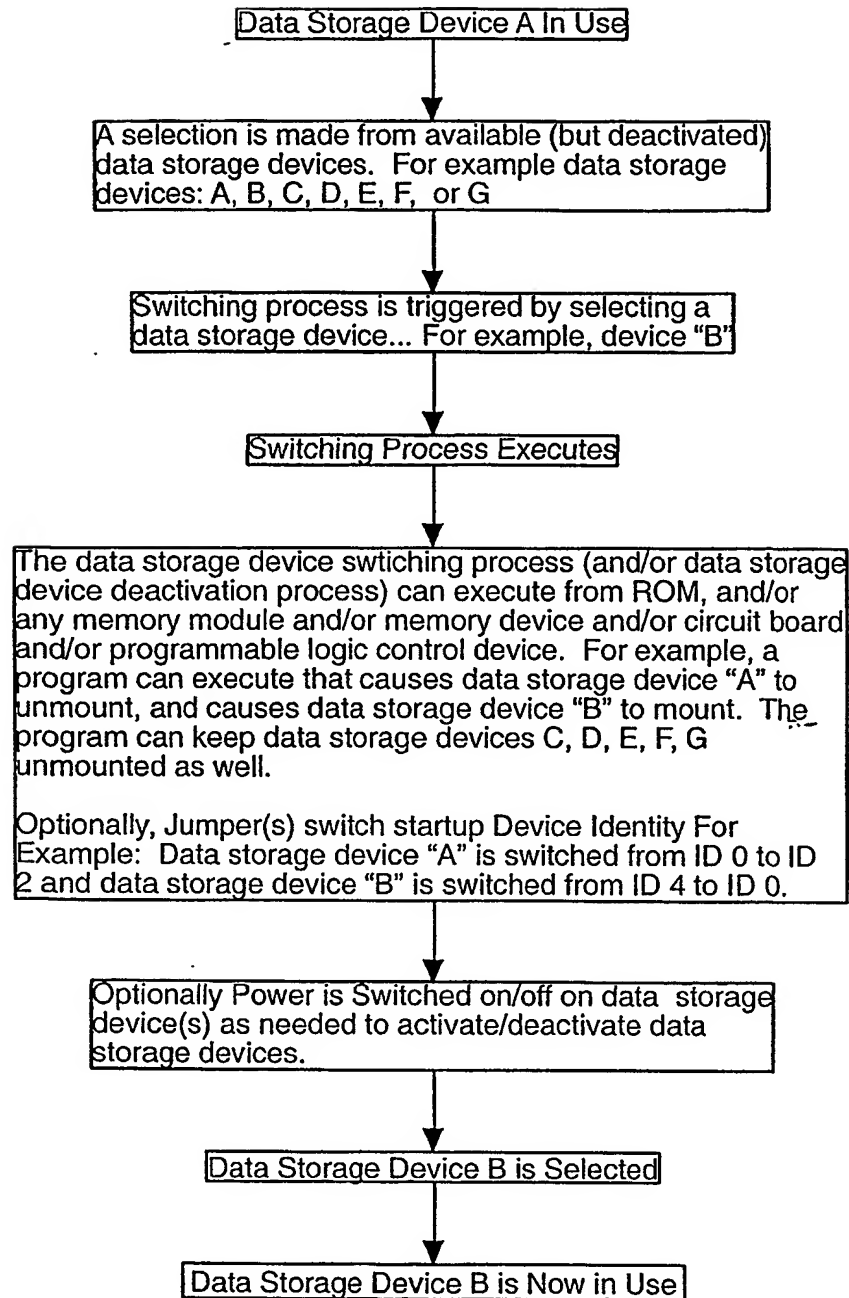 Data Storage Device A In Use
A selection is made from available (but deactivated)
data storage devices. For example data storage
devices: A, B, C, D, E, F, or G
Switching process is triggered by selecting a
data storage device... For example, device “B”
Switching Process Executes
The data storage device swtiching process (and/or data storage
device deactivation process) can execute from ROM, and/or
any memory module and/or memory device and/or circuit board
and/or programmable logic control device. For example, a
program can execute that causes data storage device “A” to
unmount, and causes data storage device “B” to mount. The
program can keep data storage devices C, D, E, F, G
unmounted as well.
Optionally, Jumper(s) switch startup Device Identity For
Example: Data storage device “A” is switched from ID 0 to ID
2 and data storage device “B” is switched from ID 4 to ID 0.
Optionally Power is Switched on/off on data storage
device(s) as needed to activate/deactivate data
storage devices.
Data Storage Device B is Selected
Data Storage Device B is Now in Use